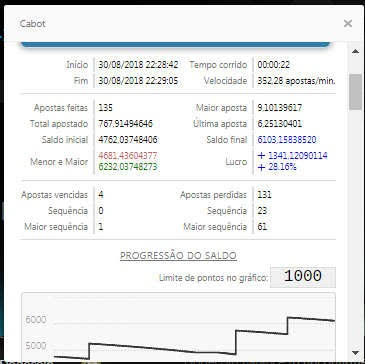 Cabot ×
Início 30/08/2018 22:28:42 Tempo corrido 00:00:22
Fim 30/08/2018 22:29:05 Velocidade 352.28 apostas/min.
Apostas feitas 135 Maior aposta 9.10139617
Total apostado 767.91494646 Última aposta 6.25130401
Saldo inicial 4762.03748406 Saldo final 6103.15838520
Menor e Maior 4681.43604377 Lucro + 1341.12090114
6232.03748273 + 28.16%
Apostas vencidas 4 Apostas perdidas 131
Sequência 0 Sequência 23
Maior sequência 1 Maior sequência 61
PROGRESSÃO DO SALDO
Limite de pontos no gráfico: 1000
6000
5000